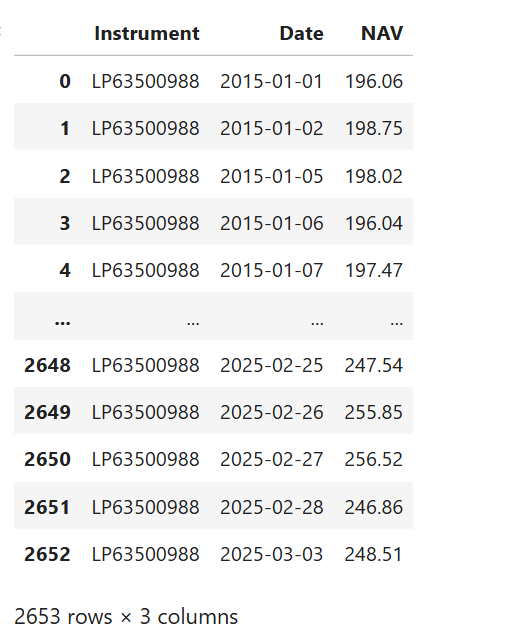 Instrument Date NAV
0 LP63500988 2015-01-01 196.06
1 LP63500988 2015-01-02 198.75
2 LP63500988 2015-01-05 198.02
3 LP63500988 2015-01-06 196.04
4 LP63500988 2015-01-07 197.47
... ... ... ...
2648 LP63500988 2025-02-25 247.54
2649 LP63500988 2025-02-26 255.85
2650 LP63500988 2025-02-27 256.52
2651 LP63500988 2025-02-28 246.86
2652 LP63500988 2025-03-03 248.51
2653 rows × 3 columns